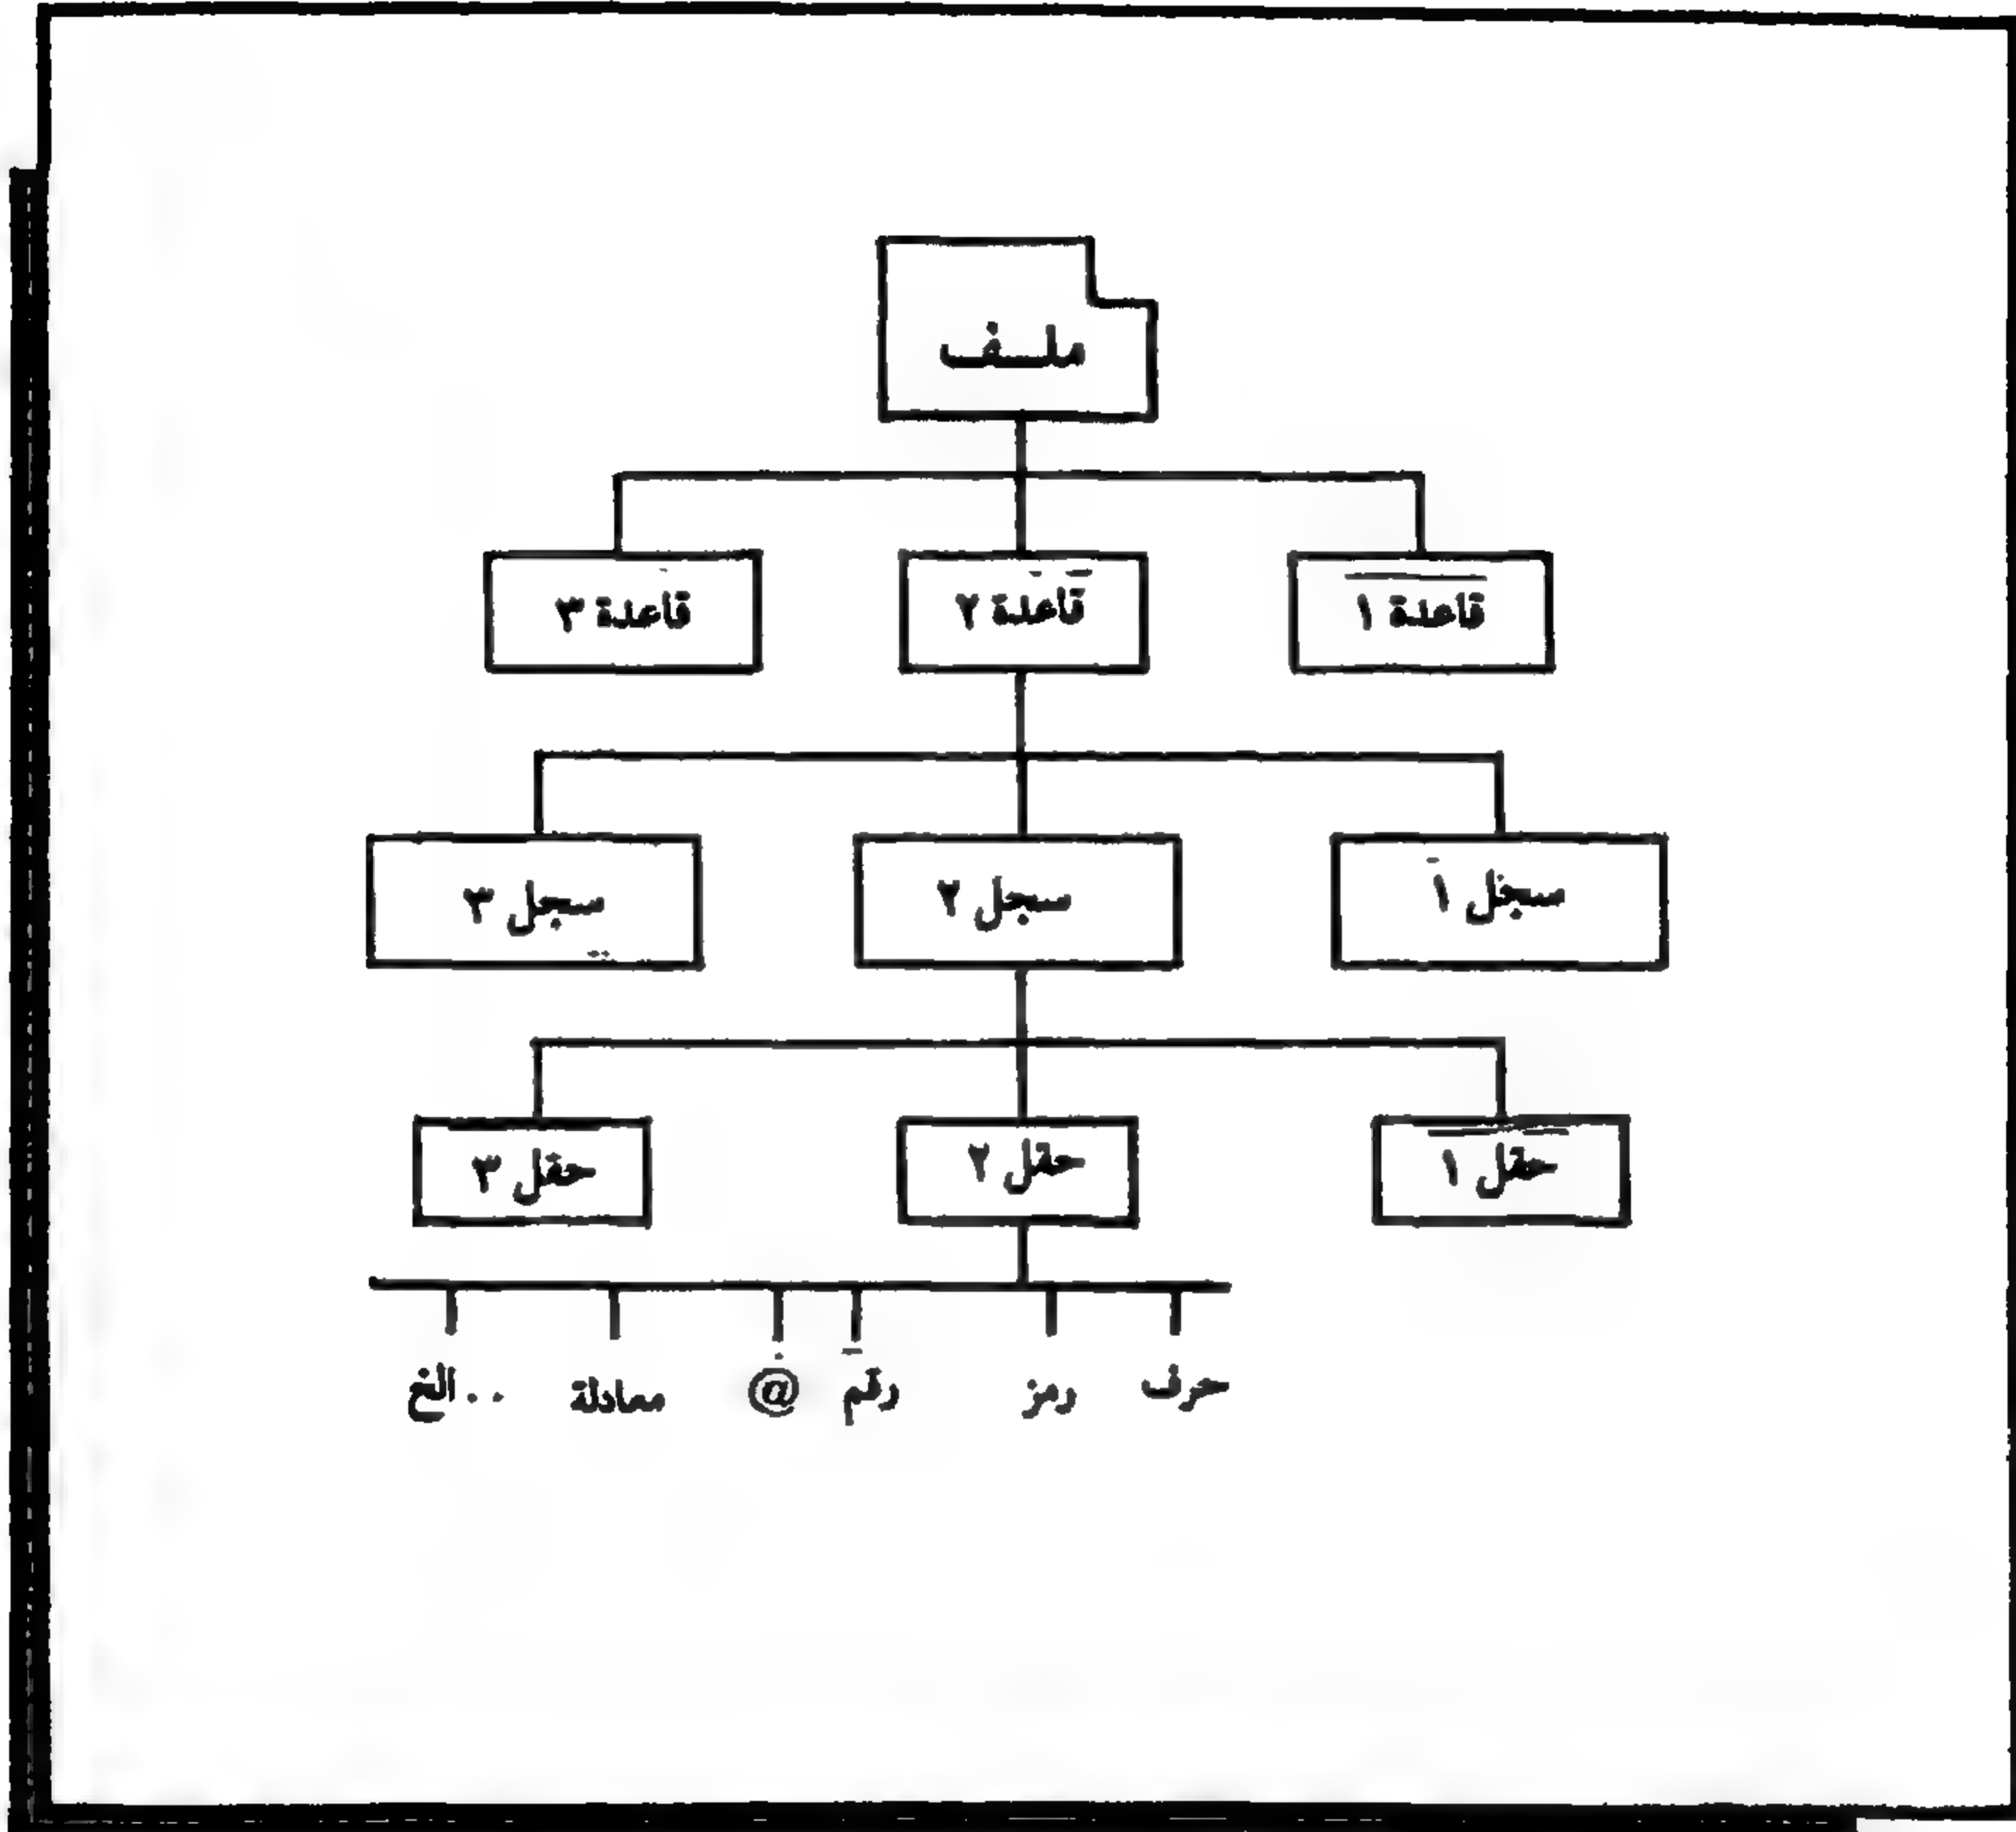 ملف
قاعدة ١ قاعدة ٢ قاعدة ٣
سجل ١ سجل ٢ سجل ٣
حقل ١ حقل ٢ حقل ٣
حرف رمز رقم @ معادلة ..الخ